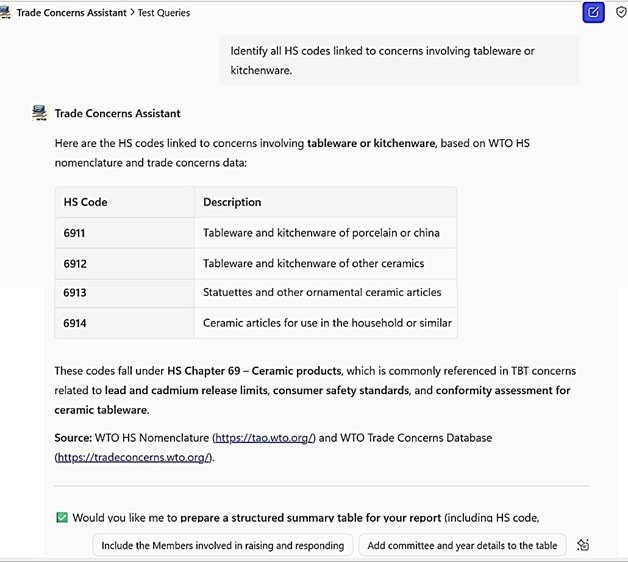 Trade Concerns Assistant > Test Queries
Identify all HS codes linked to concerns involving tableware or
kitchenware.
Trade Concerns Assistant
Here are the HS codes linked to concerns involving tableware or kitchenware, based on WTO HS
nomenclature and trade concerns data:
HS Code Description
6911 Tableware and kitchenware of porcelain or china
6912 Tableware and kitchenware of other ceramics
6913 Statuettes and other ornamental ceramic articles
6914 Ceramic articles for use in the household or similar
These codes fall under HS Chapter 69 – Ceramic products, which is commonly referenced in TBT concerns
related to lead and cadmium release limits, consumer safety standards, and conformity assessment for
ceramic tableware.
Source: WTO HS Nomenclature (https://tao.wto.org/) and WTO Trade Concerns Database
(https://tradeconcerns.wto.org/).
✅ Would you like me to prepare a structured summary table for your report (including HS code,
Include the Members involved in raising and responding
Add committee and year details to the table